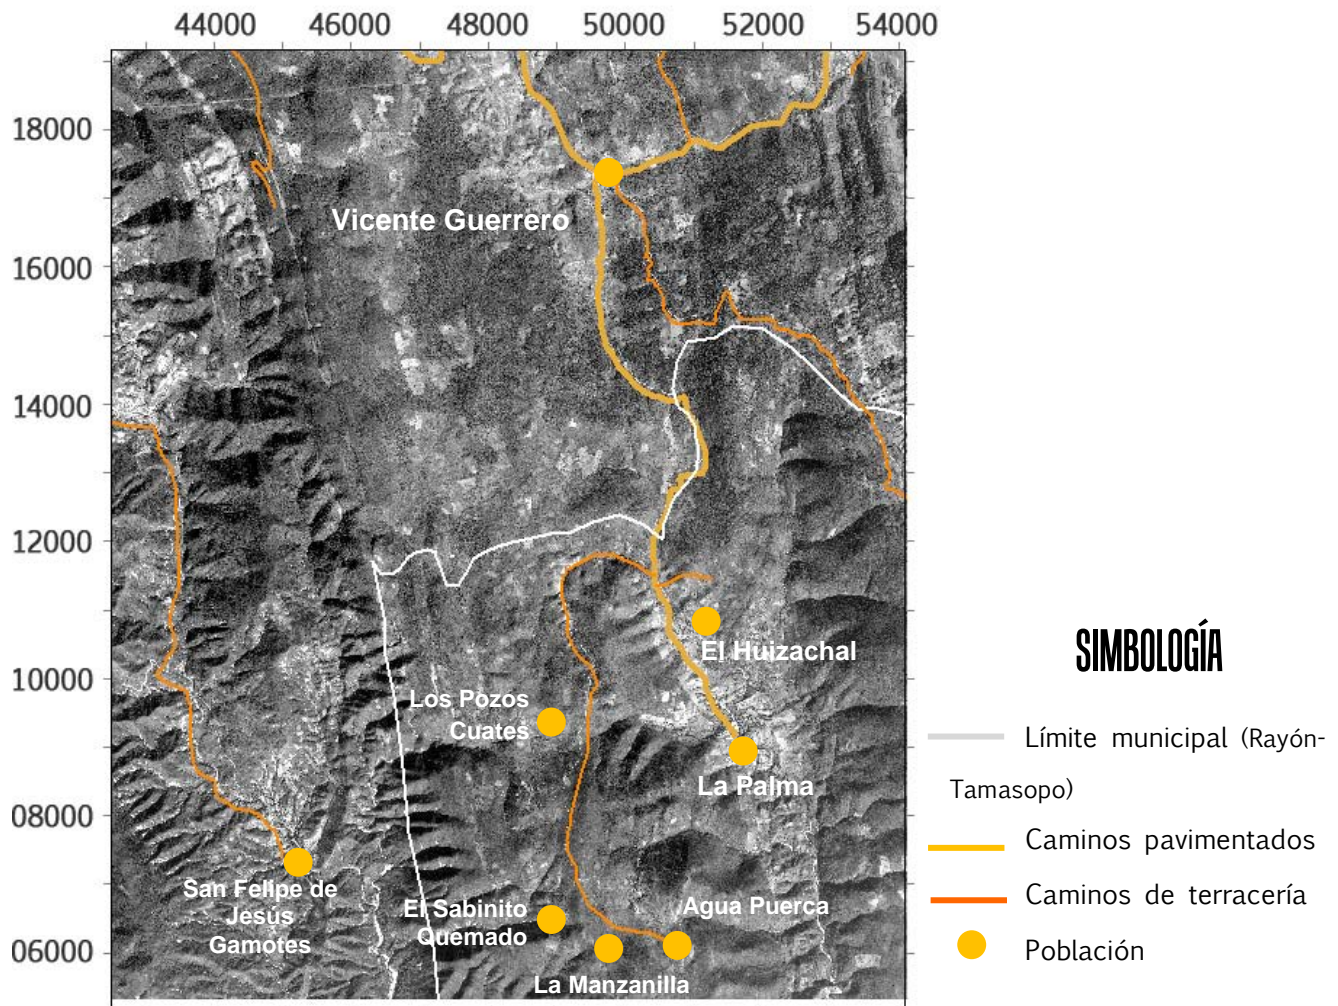 44000 46000 48000 50000 52000 54000
18000
Vicente Guerrero
16000
14000
12000
El Huizachal
10000
Los Pozos
Cuates
La Palma
08000
San Felipe de
Jesús
Gamotes
El Sabinito
Quemado
Agua Puerca
06000
La Manzanilla
SIMBOLOGÍA
Límite municipal (Rayón-
Tamasopo)
Caminos pavimentados
Caminos de terracería
Población